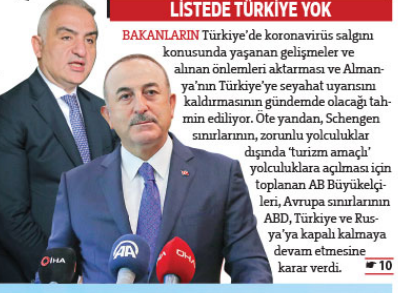 LİSTEDE TÜRKİYE YOK
BAKANLARIN Türkiye'de koronavirüs salgını
konusunda yaşanan gelişmeler ve
alınan önlemleri aktarması ve Alman-
ya'nın Türkiye'ye seyahat uyarısını
kaldırmasının gündemde olacağı tah-
min ediliyor. Öte yandan, Schengen
sınırlarının, zorunlu yolculuklar
dışında 'turizm amaçlı'
yolculuklara açılması için
toplanan AB Büyükelçi-
leri, Avrupa sınırlarının
ABD, Türkiye ve Rus-
ya'ya kapalı kalmaya
devam etmesine
karar verdi. ☛ 10
İHA
AA
DHA